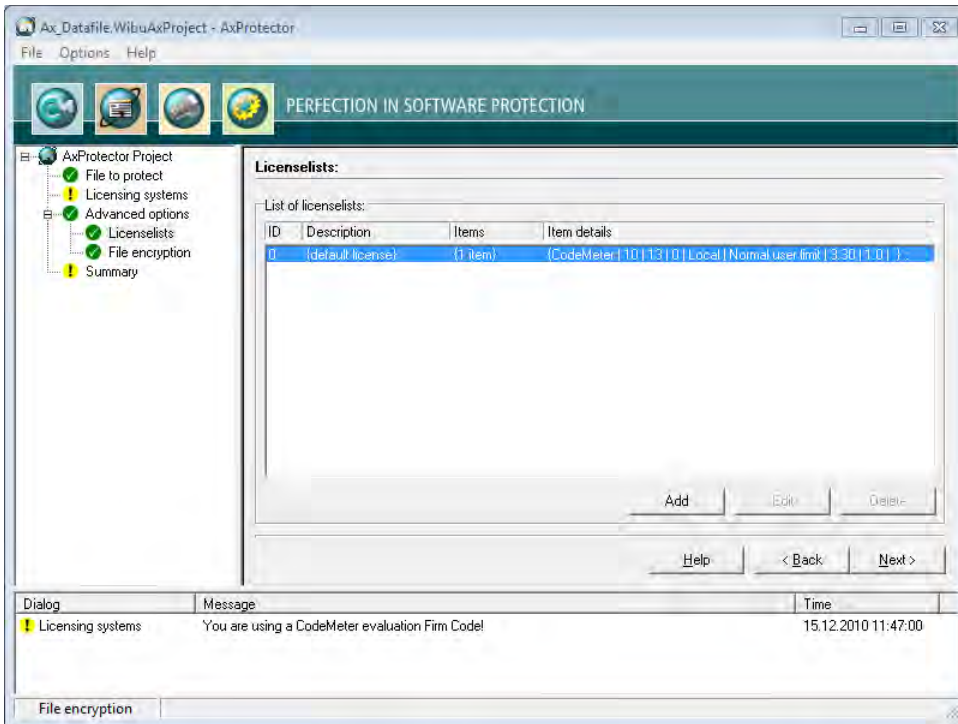 Ax_Datafile.WibuAxProject - AxProtector
File Options Help
PERFECTION IN SOFTWARE PROTECTION
AxProtector Project
File to protect
Licensing systems
Advanced options
Licenselists
File encryption
Summary
Licenselists:
List of licenselists:
ID Description Items Item details
0 {default license} {1 item} {CodeMeter | 10 | 13 | 0 | Local | Normal user limit | 3.30 | 1.0 | }
Add Edit Delete
Help < Back Next >
Dialog Message Time
Licensing systems You are using a CodeMeter evaluation Firm Code! 15.12.2010 11:47:00
File encryption